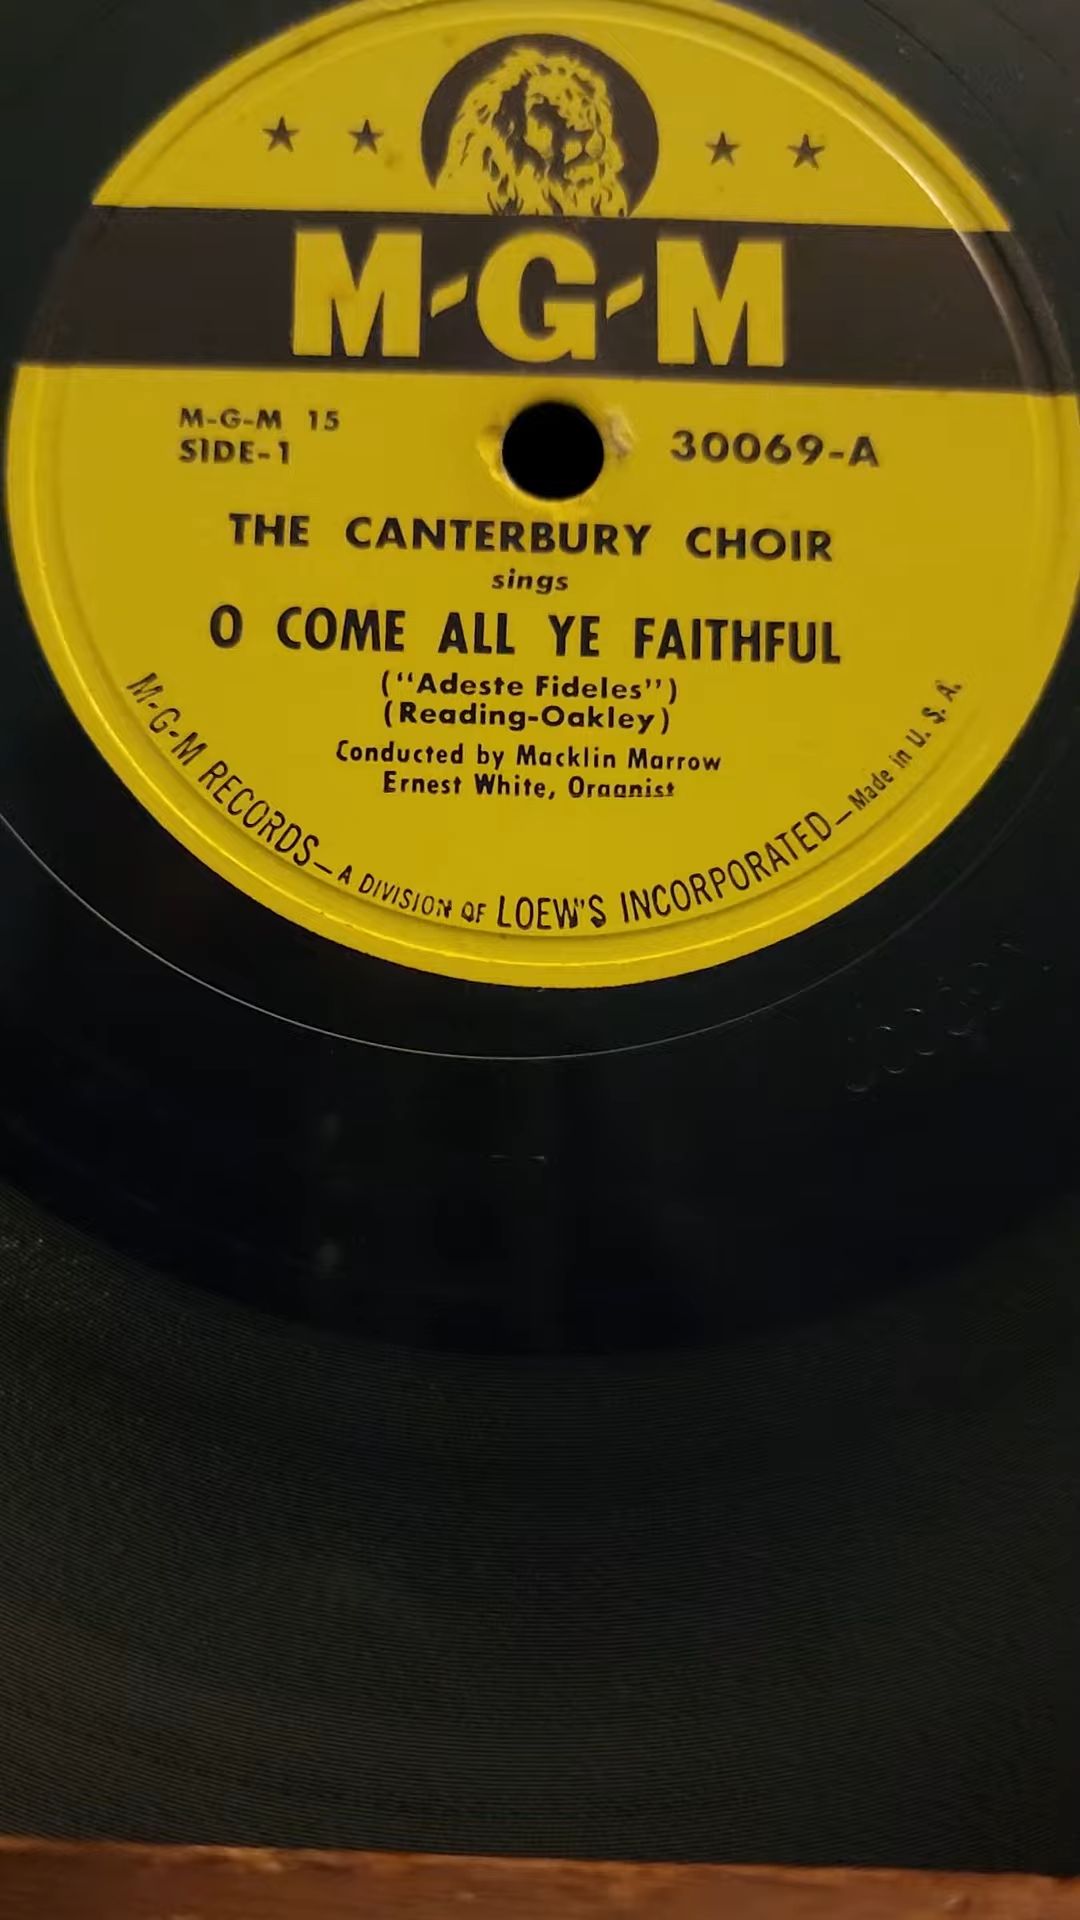 M-G-M
M-G-M 15
SIDE-1
30069-A
THE CANTERBURY CHOIR
sings
O COME ALL YE FAITHFUL
("Adeste Fideles")
(Reading-Oakley)
Conducted by Macklin Marrow
Ernest White, Organist
M-G-M RECORDS—A DIVISION OF LOEW'S INCORPORATED—Made in U. S. A.